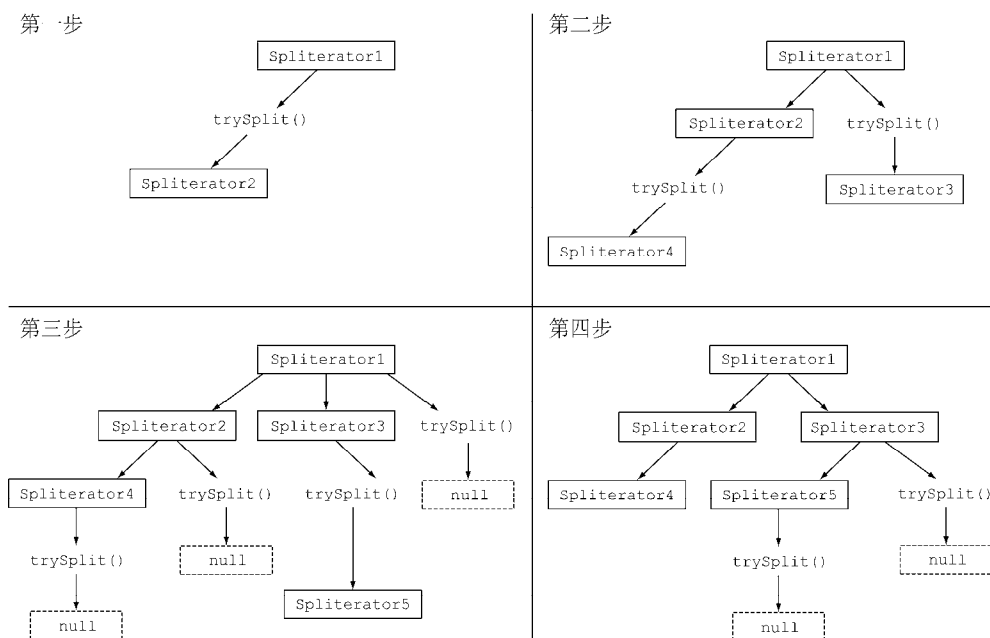 第一步
Spliterator1
trySplit()
Spliterator2
第二步
Spliterator1
Spliterator2
trySplit()
trySplit()
Spliterator3
Spliterator4
第三步
Spliterator1
Spliterator2
Spliterator3
trySplit()
Spliterator4
trySplit()
trySplit()
null
trySplit()
null
Spliterator5
null
第四步
Spliterator1
Spliterator2
Spliterator3
Spliterator4
Spliterator5
trySplit()
trySplit()
null
null